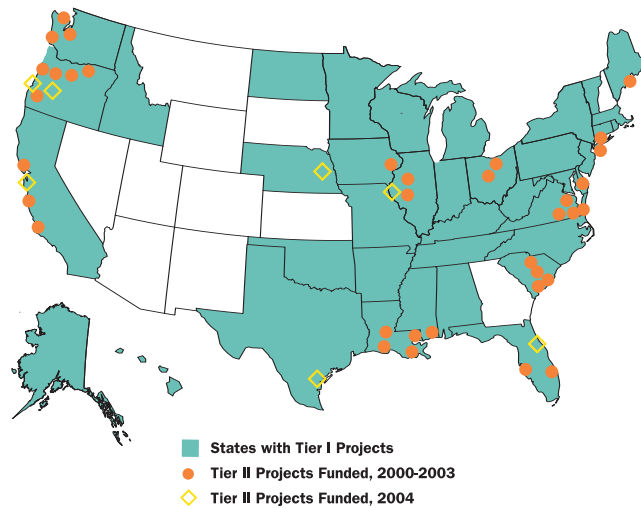 States with Tier I Projects
Tier II Projects Funded, 2000-2003
Tier II Projects Funded, 2004